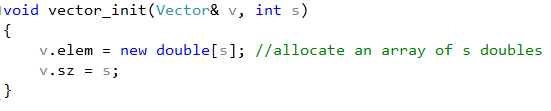 void vector_init(Vector& v, int s)
{
    v.elem = new double[s]; //allocate an array of s doubles
    v.sz = s;
}